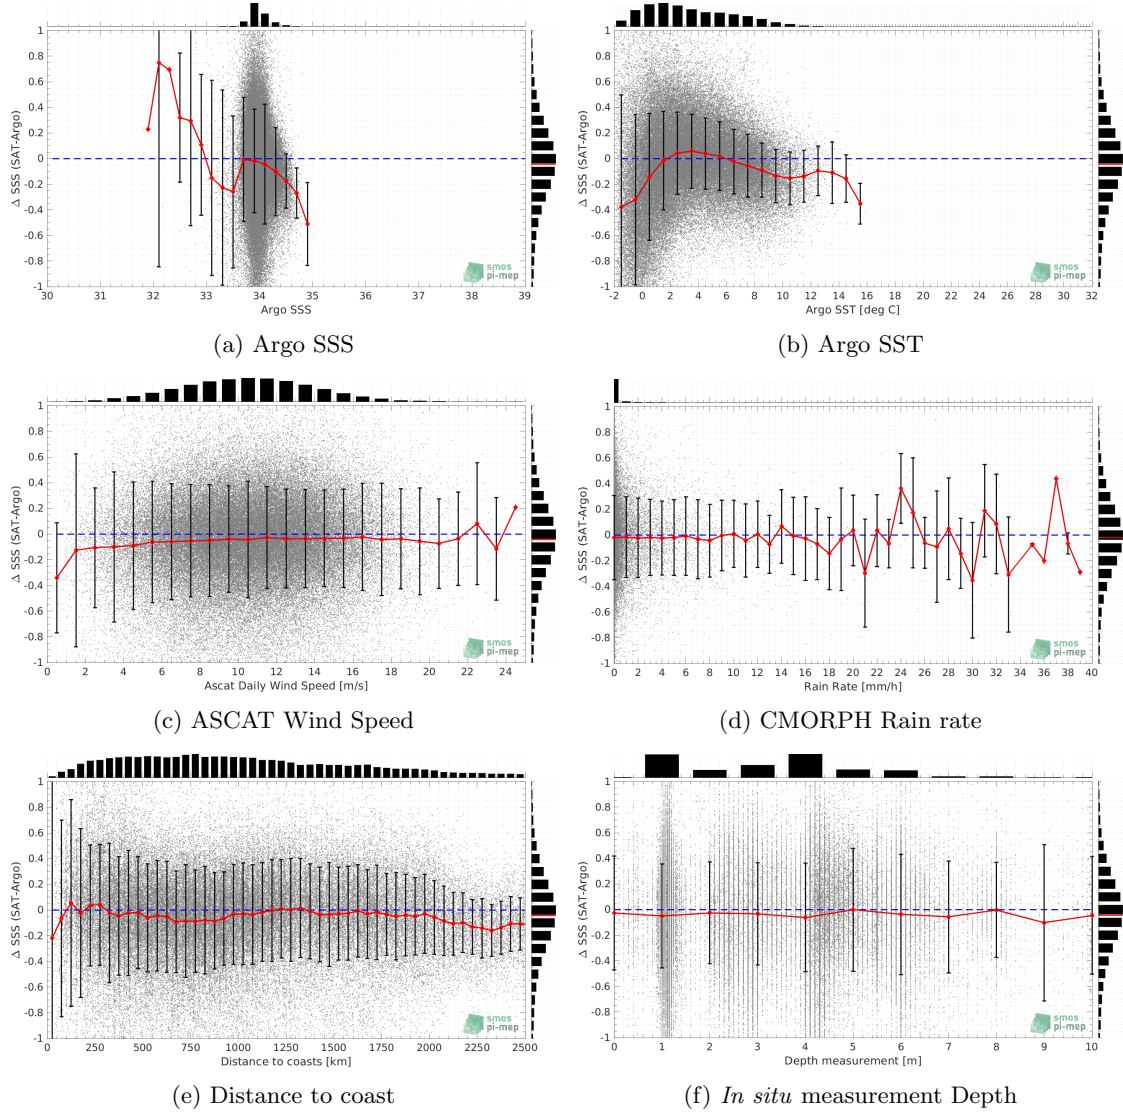 1
0.8
0.6
0.4
0.2
0
-0.2
-0.4
-0.6
-0.8
-1
Δ SSS (SAT-Argo)
30 31 32 33 34 35 36 37 38 39
Argo SSS
smos
pi-mep
(a) Argo SSS
1
0.8
0.6
0.4
0.2
0
-0.2
-0.4
-0.6
-0.8
-1
Δ SSS (SAT-Argo)
-2 0 2 4 6 8 10 12 14 16 18 20 22 24 26 28 30 32
Argo SST [deg C]
smos
pi-mep
(b) Argo SST
1
0.8
0.6
0.4
0.2
0
-0.2
-0.4
-0.6
-0.8
-1
Δ SSS (SAT-Argo)
0 2 4 6 8 10 12 14 16 18 20 22 24
Ascat Daily Wind Speed [m/s]
smos
pi-mep
(c) ASCAT Wind Speed
1
0.8
0.6
0.4
0.2
0
-0.2
-0.4
-0.6
-0.8
-1
Δ SSS (SAT-Argo)
0 2 4 6 8 10 12 14 16 18 20 22 24 26 28 30 32 34 36 38 40
Rain Rate [mm/h]
smos
pi-mep
(d) CMORPH Rain rate
1
0.8
0.6
0.4
0.2
0
-0.2
-0.4
-0.6
-0.8
-1
Δ SSS (SAT-Argo)
0 250 500 750 1000 1250 1500 1750 2000 2250 2500
Distance to coasts [km]
smos
pi-mep
(e) Distance to coast
1
0.8
0.6
0.4
0.2
0
-0.2
-0.4
-0.6
-0.8
-1
Δ SSS (SAT-Argo)
0 1 2 3 4 5 6 7 8 9 10
Depth measurement [m]
smos
pi-mep
(f) In situ measurement Depth